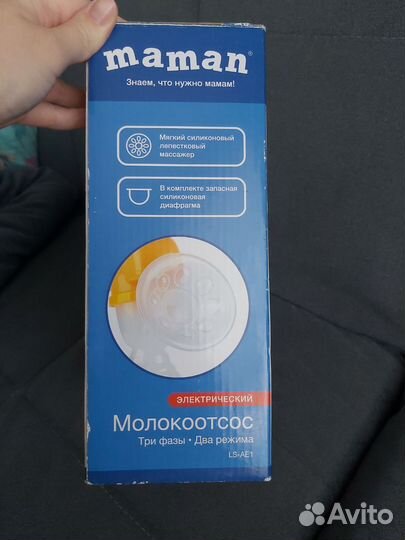 maman®
Знаем, что нужно мамам!
Мягкий силиконовый
лепестковый
массажер
В комплекте запасная
силиконовая
диафрагма
ЭЛЕКТРИЧЕСКИЙ
Молокоотсос
Три фазы • Два режима
LS-AE1
Avito